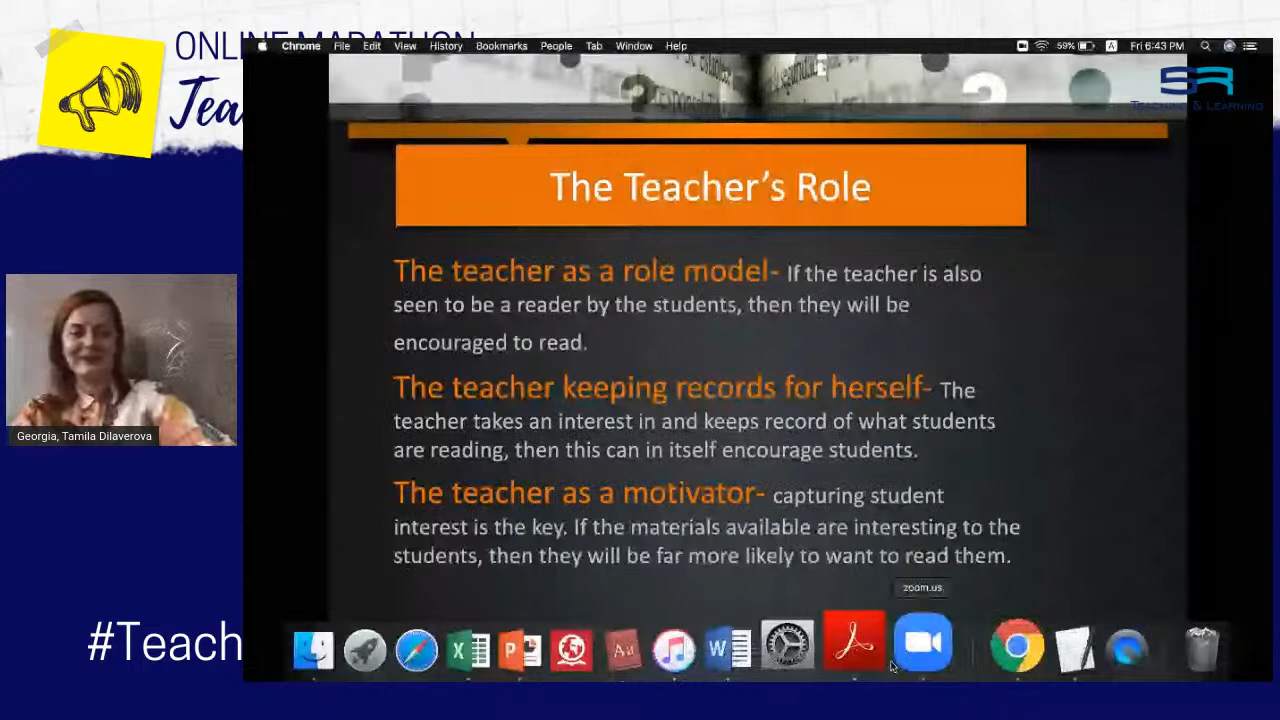 ONLINE MARATHON
Tea
Chrome File Edit View History Bookmarks People Tab Window Help
59% A Fri 6:43 PM
SR
TEACHING & LEARNING
The Teacher's Role
The teacher as a role model- If the teacher is also
seen to be a reader by the students, then they will be
encouraged to read.
The teacher keeping records for herself- The
teacher takes an interest in and keeps record of what students
are reading, then this can in itself encourage students.
The teacher as a motivator- capturing student
interest is the key. If the materials available are interesting to the
students, then they will be far more likely to want to read them.
Georgia, Tamila Dilaverova
zoom.us
#Teach